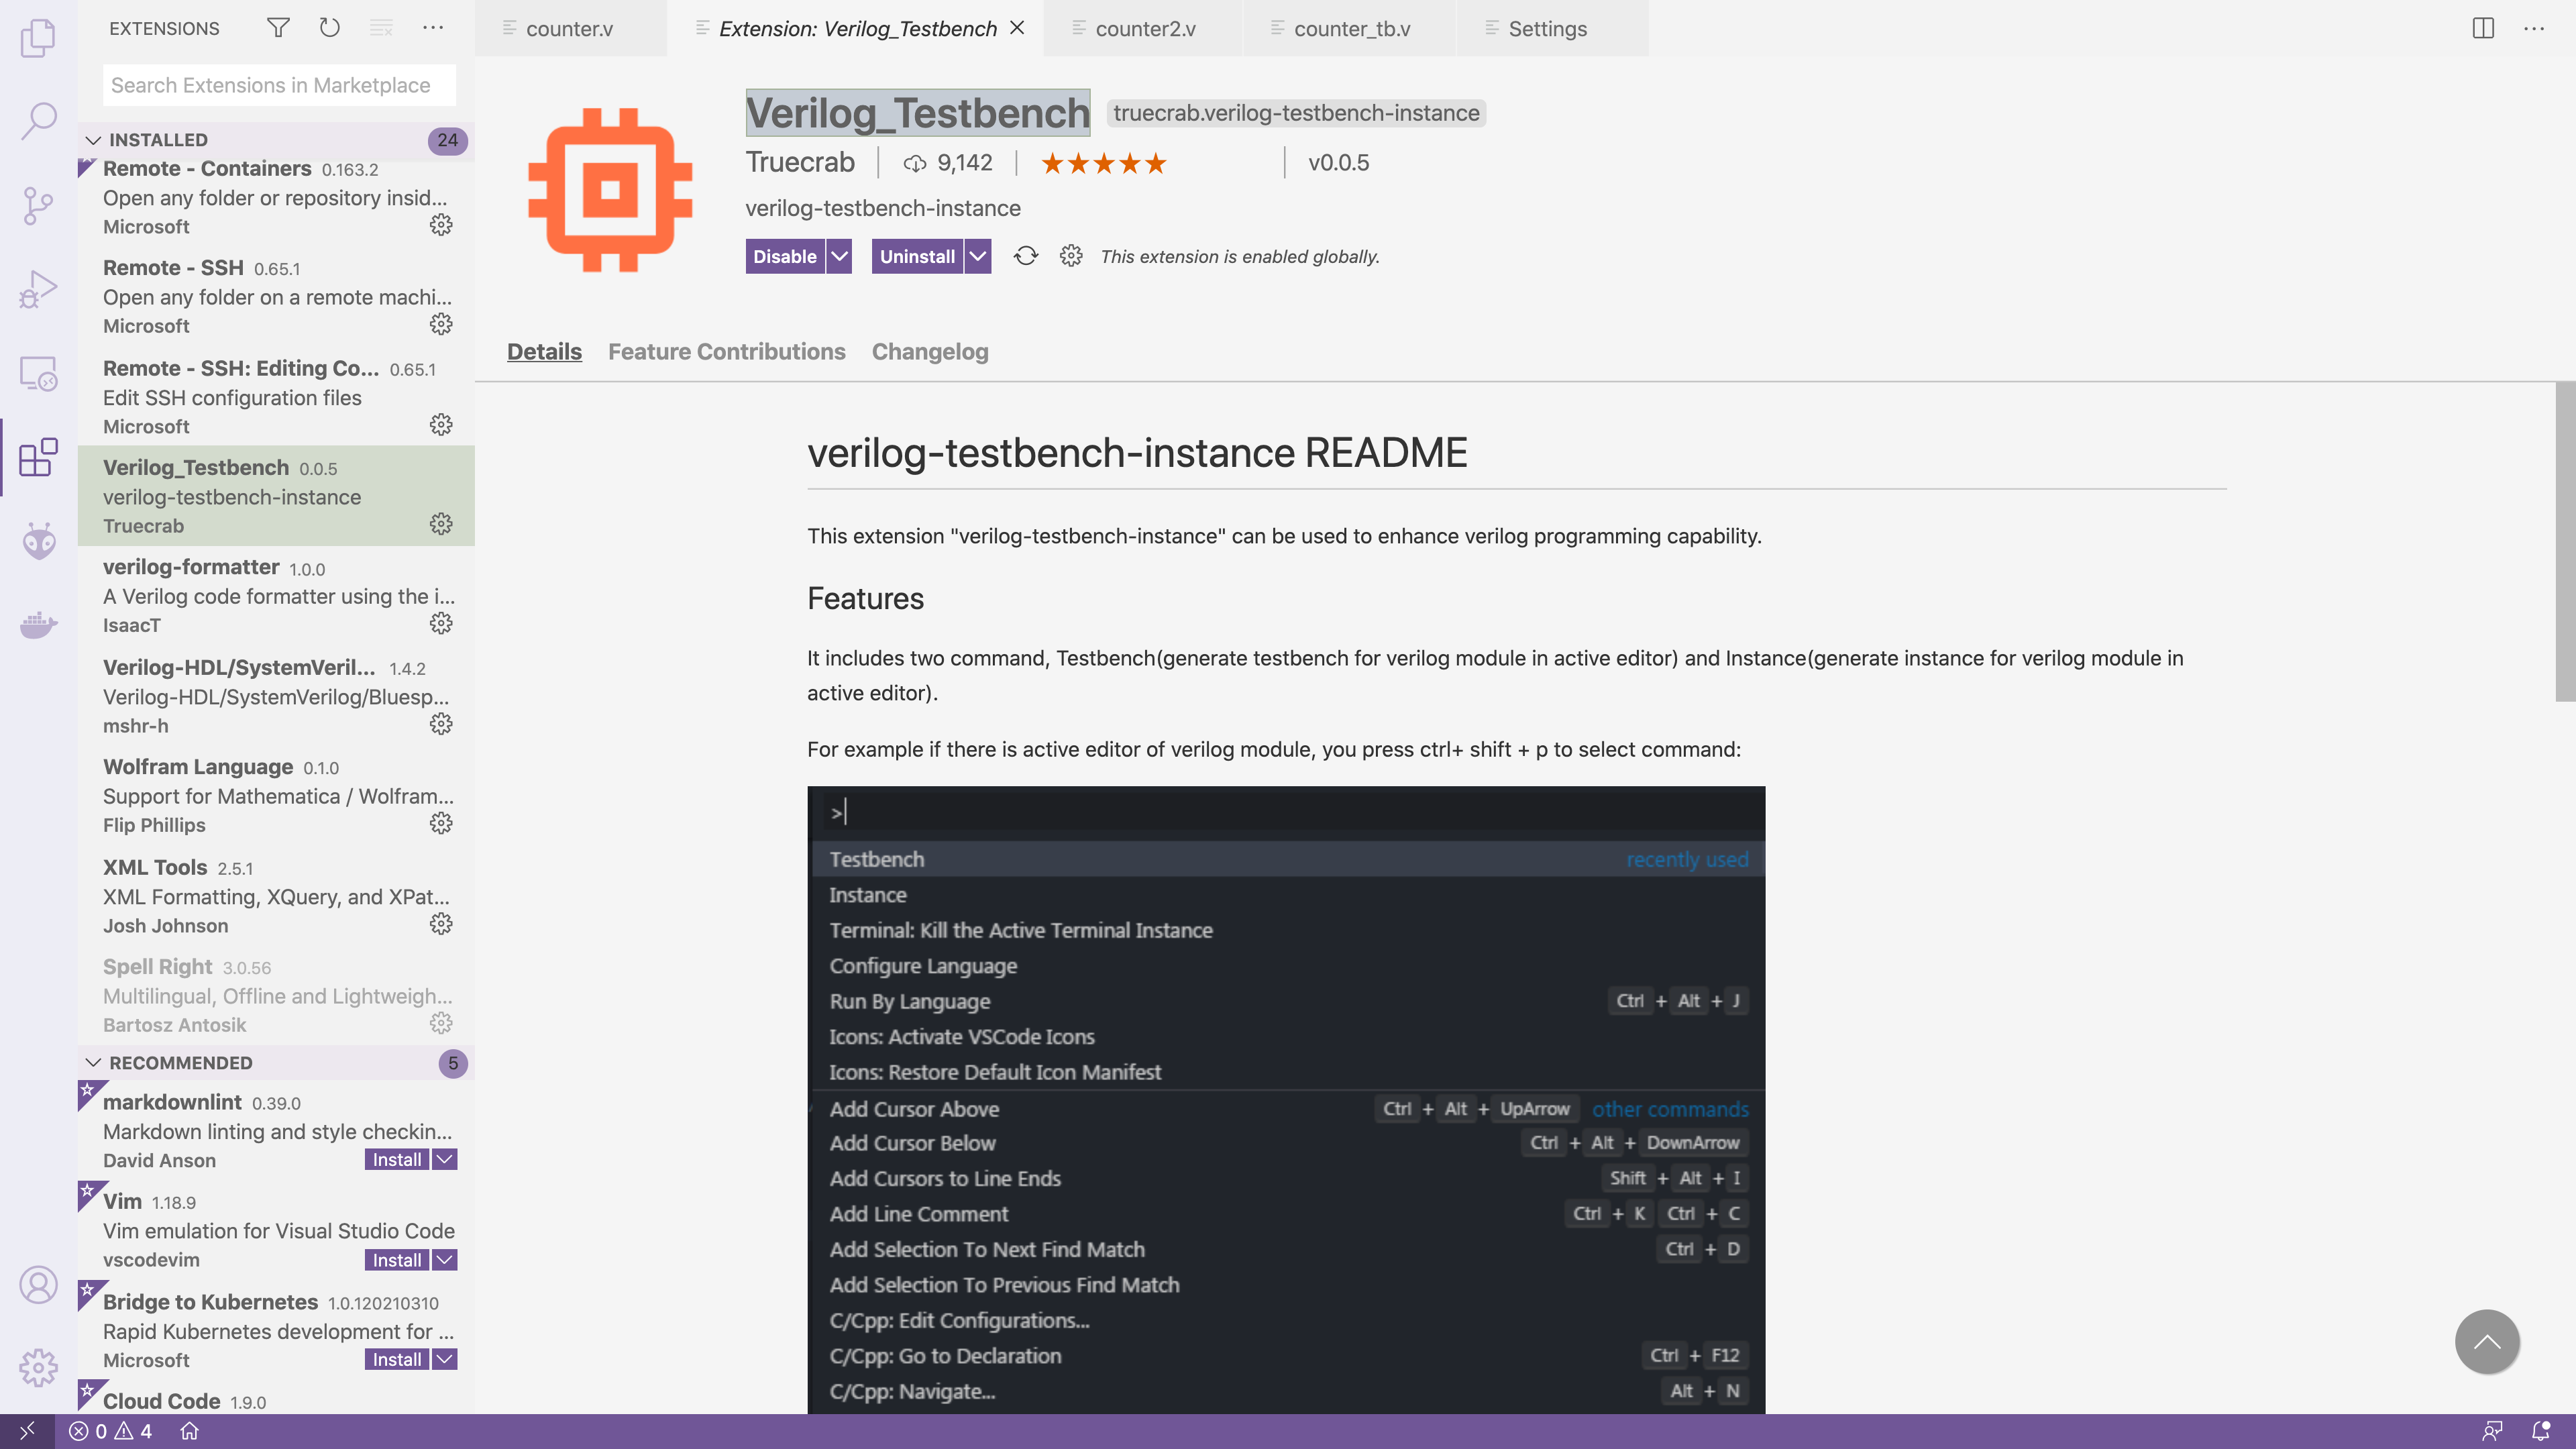 EXTENSIONS
Search Extensions in Marketplace
INSTALLED 24
Remote - Containers 0.163.2
Open any folder or repository insid...
Microsoft
Remote - SSH 0.65.1
Open any folder on a remote machi...
Microsoft
Remote - SSH: Editing Co... 0.65.1
Edit SSH configuration files
Microsoft
Verilog_Testbench 0.0.5
verilog-testbench-instance
Truecrab
verilog-formatter 1.0.0
A Verilog code formatter using the i...
IsaacT
Verilog-HDL/SystemVeril... 1.4.2
Verilog-HDL/SystemVerilog/Bluesp...
mshr-h
Wolfram Language 0.1.0
Support for Mathematica / Wolfram...
Flip Phillips
XML Tools 2.5.1
XML Formatting, XQuery, and XPat...
Josh Johnson
Spell Right 3.0.56
Multilingual, Offline and Lightweigh...
Bartosz Antosik
RECOMMENDED 5
markdownlint 0.39.0
Markdown linting and style checkin...
David Anson Install
Vim 1.18.9
Vim emulation for Visual Studio Code
vscodevim Install
Bridge to Kubernetes 1.0.120210310
Rapid Kubernetes development for ...
Microsoft Install
Cloud Code 1.9.0
counter.v Extension: Verilog_Testbench counter2.v counter_tb.v Settings
Verilog_Testbench truecrab.verilog-testbench-instance
Truecrab 9,142 v0.0.5
verilog-testbench-instance
Disable Uninstall This extension is enabled globally.
Details Feature Contributions Changelog
verilog-testbench-instance README
This extension "verilog-testbench-instance" can be used to enhance verilog programming capability.
Features
It includes two command, Testbench(generate testbench for verilog module in active editor) and Instance(generate instance for verilog module in
active editor).
For example if there is active editor of verilog module, you press ctrl+ shift + p to select command:
>
Testbench recently used
Instance
Terminal: Kill the Active Terminal Instance
Configure Language
Run By Language Ctrl + Alt + J
Icons: Activate VSCode Icons
Icons: Restore Default Icon Manifest
Add Cursor Above Ctrl + Alt + UpArrow other commands
Add Cursor Below Ctrl + Alt + DownArrow
Add Cursors to Line Ends Shift + Alt + I
Add Line Comment Ctrl + K Ctrl + C
Add Selection To Next Find Match Ctrl + D
Add Selection To Previous Find Match
C/Cpp: Edit Configurations...
C/Cpp: Go to Declaration Ctrl + F12
C/Cpp: Navigate... Alt + N
0 4